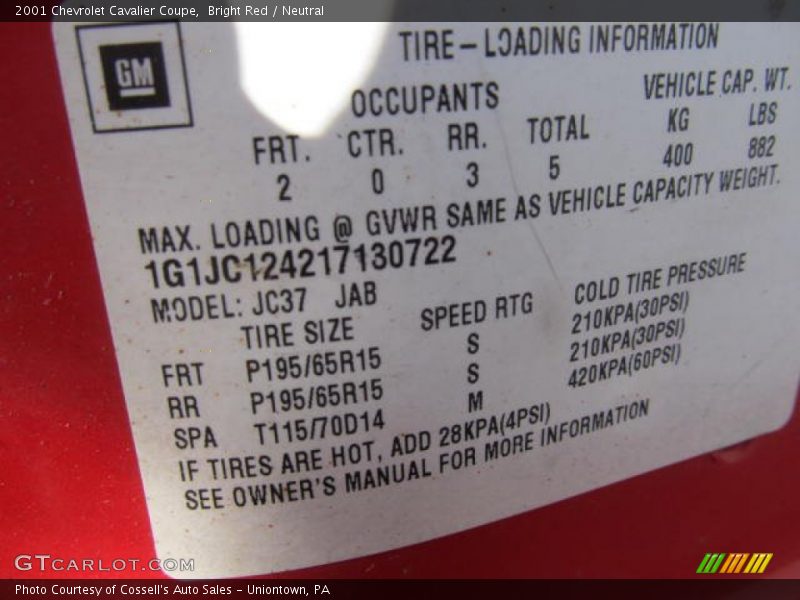 2001 Chevrolet Cavalier Coupe, Bright Red / Neutral
GM
TIRE-LOADING INFORMATION
OCCUPANTS VEHICLE CAP. WT.
FRT. CTR. RR. TOTAL KG LBS
2 0 3 5 400 882
MAX. LOADING @ GVWR SAME AS VEHICLE CAPACITY WEIGHT.
1G1JC124217130722
MODEL: JC37 JAB
TIRE SIZE SPEED RTG COLD TIRE PRESSURE
FRT P195/65R15 S 210KPA(30PSI)
RR P195/65R15 S 210KPA(30PSI)
SPA T115/70D14 M 420KPA(60PSI)
IF TIRES ARE HOT, ADD 28KPA(4PSI)
SEE OWNER'S MANUAL FOR MORE INFORMATION
GTCARLOT.COM
Photo Courtesy of Cossell's Auto Sales - Uniontown, PA